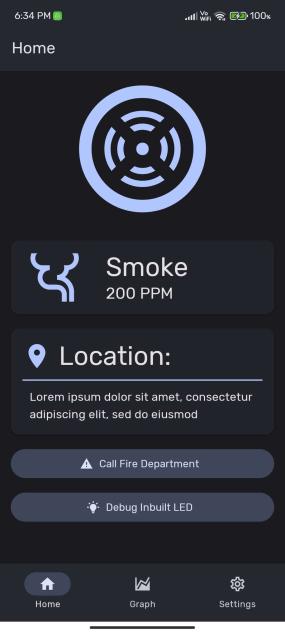 6:34 PM
Vo WiFi
100%
Home
Smoke
200 PPM
Location:
Lorem ipsum dolor sit amet, consectetur
adipiscing elit, sed do eiusmod
Call Fire Department
Debug Inbuilt LED
Home
Graph
Settings